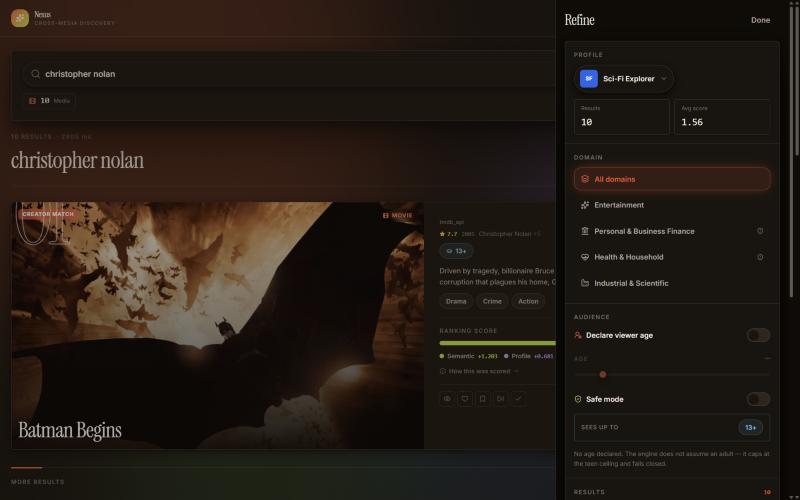 Nexus
CROSS-MEDIA DISCOVERY
christopher nolan
10 Media
10 RESULTS · 2005 ms
christopher nolan
01
CREATOR MATCH
MOVIE
Batman Begins
imdb_api
7.7 · 2005 Christopher Nolan +5
13+
Driven by tragedy, billionaire Bruce
corruption that plagues his home, G
Drama
Crime
Action
RANKING SCORE
Semantic +1.203
Profile +0.601
How this was scored
MORE RESULTS
Refine
Done
PROFILE
SF
Sci-Fi Explorer
Results
10
Avg score
1.56
DOMAIN
All domains
Entertainment
Personal & Business Finance
Health & Household
Industrial & Scientific
AUDIENCE
Declare viewer age
AGE
—
Safe mode
SEES UP TO
13+
No age declared. The engine does not assume an adult — it caps at
the teen ceiling and fails closed.
RESULTS
10